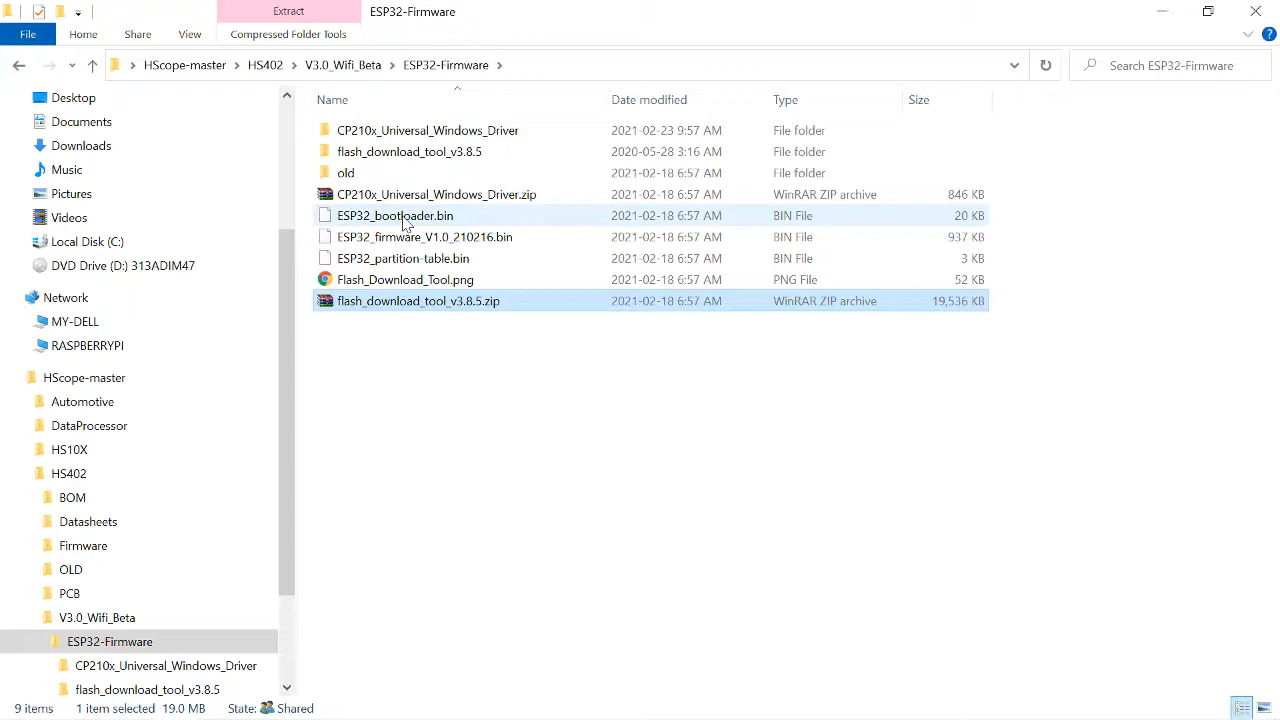 Extract
ESP32-Firmware
File
Home
Share
View
Compressed Folder Tools
HScope-master
HS402
V3.0_Wifi_Beta
ESP32-Firmware
Search ESP32-Firmware
Desktop
Documents
Downloads
Music
Pictures
Videos
Local Disk (C:)
DVD Drive (D:) 313ADIM47
Network
MY-DELL
RASPBERRYPI
HScope-master
Automotive
DataProcessor
HS10X
HS402
BOM
Datasheets
Firmware
OLD
PCB
V3.0_Wifi_Beta
ESP32-Firmware
CP210x_Universal_Windows_Driver
flash_download_tool_v3.8.5
Name Date modified Type Size
CP210x_Universal_Windows_Driver 2021-02-23 9:57 AM File folder
flash_download_tool_v3.8.5 2020-05-28 3:16 AM File folder
old 2021-02-18 6:57 AM File folder
CP210x_Universal_Windows_Driver.zip 2021-02-18 6:57 AM WinRAR ZIP archive 846 KB
ESP32_bootloader.bin 2021-02-18 6:57 AM BIN File 20 KB
ESP32_firmware_V1.0_210216.bin 2021-02-18 6:57 AM BIN File 937 KB
ESP32_partition-table.bin 2021-02-18 6:57 AM BIN File 3 KB
Flash_Download_Tool.png 2021-02-18 6:57 AM PNG File 52 KB
flash_download_tool_v3.8.5.zip 2021-02-18 6:57 AM WinRAR ZIP archive 19,536 KB
9 items 1 item selected 19.0 MB State: Shared